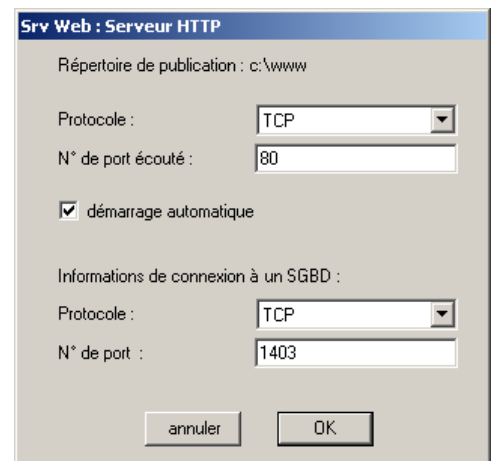 Srv Web : Serveur HTTP
Répertoire de publication : c:\www
Protocole : TCP
N° de port écouté : 80
démarrage automatique
Informations de connexion à un SGBD :
Protocole : TCP
N° de port : 1403
annuler OK